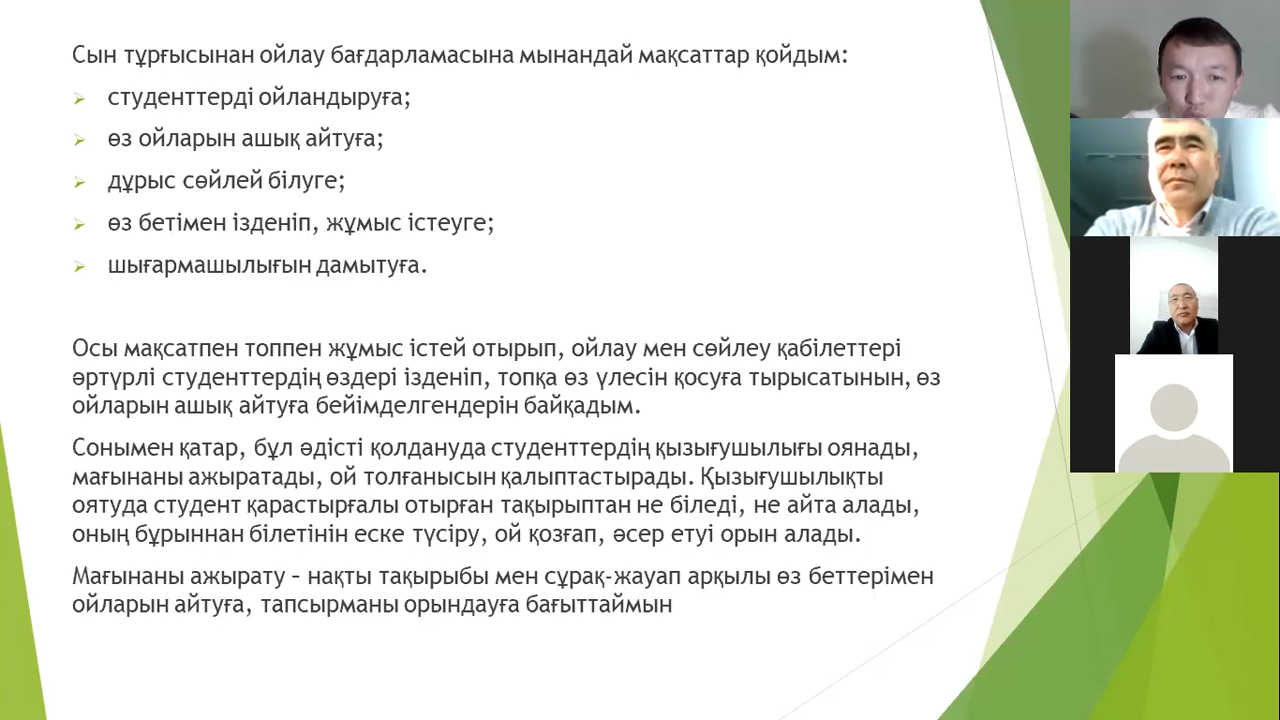 Сын тұрғысынан ойлау бағдарламасына мынандай мақсаттар қойдым:
студенттерді ойландыруға;
өз ойларын ашық айтуға;
дұрыс сөйлей білуге;
өз бетімен ізденіп, жұмыс істеуге;
шығармашылығын дамытуға.
Осы мақсатпен топпен жұмыс істей отырып, ойлау мен сөйлеу қабілеттері
әртүрлі студенттердің өздері ізденіп, топқа өз үлесін қосуға тырысатынын, өз
ойларын ашық айтуға бейімделгендерін байқадым.
Сонымен қатар, бұл әдісті қолдануда студенттердің қызығушылығы оянады,
мағынаны ажыратады, ой толғанысын қалыптастырады. Қызығушылықты
оятуда студент қарастырғалы отырған тақырыптан не біледі, не айта алады,
оның бұрыннан білетінін еске түсіру, ой қозғап, әсер етуі орын алады.
Мағынаны ажырату – нақты тақырыбы мен сұрақ-жауап арқылы өз беттерімен
ойларын айтуға, тапсырманы орындауға бағыттаймын